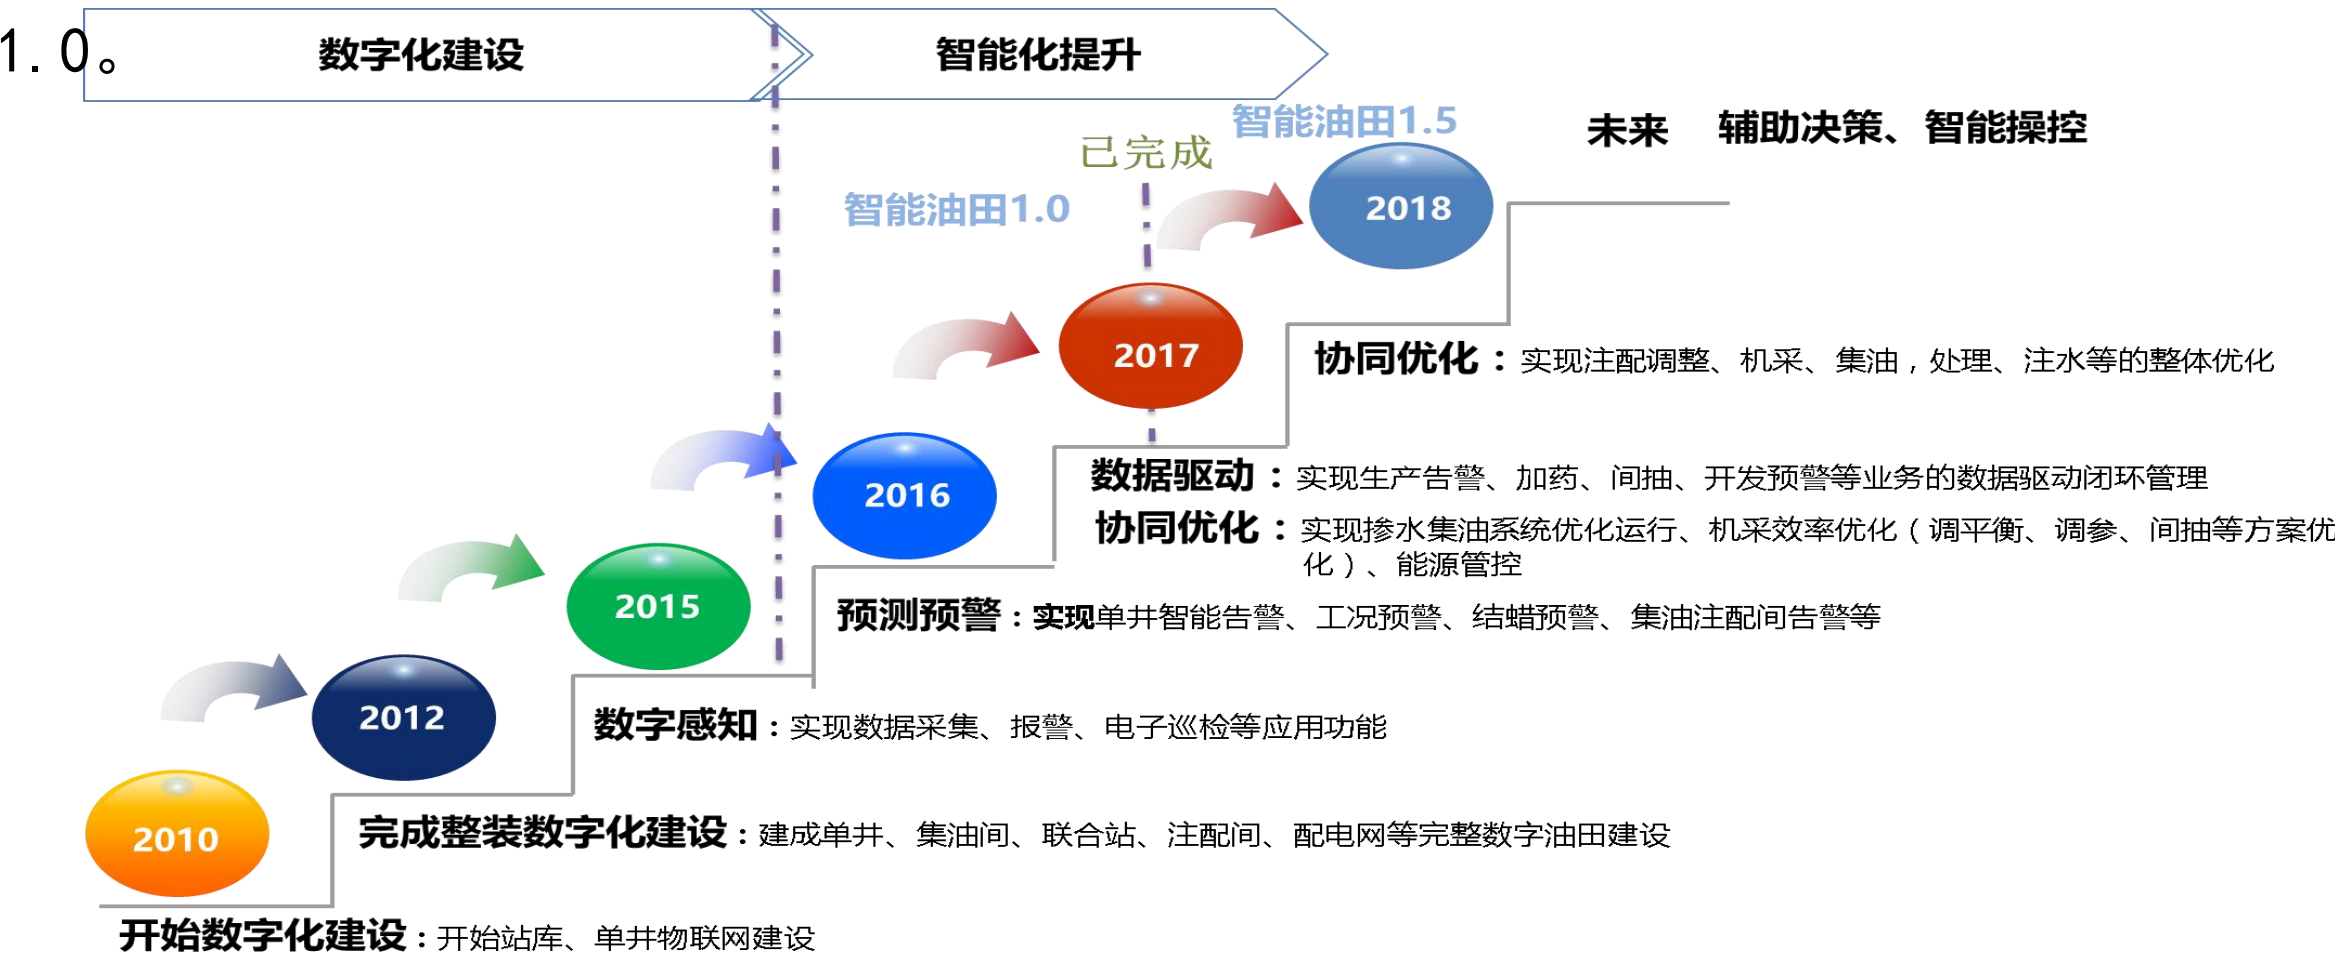 1.0。
数字化建设
智能化提升
智能油田1.5
未来 辅助决策、智能操控
已完成
智能油田1.0
2018
2017
协同优化：实现注配调整、机采、集油，处理、注水等的整体优化
2016
数据驱动：实现生产告警、加药、间抽、开发预警等业务的数据驱动闭环管理
协同优化：实现掺水集油系统优化运行、机采效率优化（调平衡、调参、间抽等方案优
化）、能源管控
2015
预测预警：实现单井智能告警、工况预警、结蜡预警、集油注配间告警等
2012
数字感知：实现数据采集、报警、电子巡检等应用功能
2010
完成整装数字化建设：建成单井、集油间、联合站、注配间、配电网等完整数字油田建设
开始数字化建设：开始站库、单井物联网建设